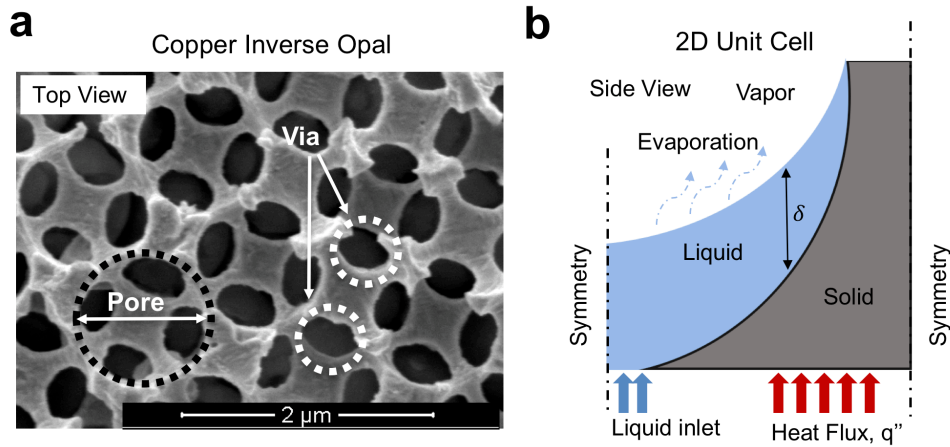 a
Copper Inverse Opal
Top View
Via
Pore
2 μm
b
2D Unit Cell
Side View
Vapor
Evaporation
δ
Liquid
Solid
Symmetry
Symmetry
Liquid inlet
Heat Flux, q’’